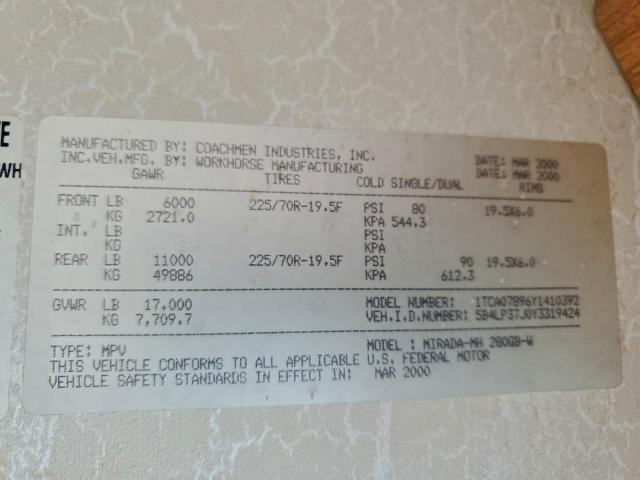 E
WH
MANUFACTURED BY: COACHMEN INDUSTRIES, INC. DATE: MAR 2000
INC.VEH.MFG. BY: WORKHORSE MANUFACTURING DATE: MAR 2000
GAWR TIRES COLD SINGLE/DUAL RIMS
FRONT LB 6000 225/70R-19.5F PSI 80 19.5X6.0
KG 2721.0 KPA 544.3
INT. LB PSI
KG KPA
REAR LB 11000 225/70R-19.5F PSI 90 19.5X6.0
KG 49886 KPA 612.3
GVWR LB 17,000 MODEL NUMBER: 1TCA07896Y1410392
KG 7,709.7 VEH.I.D.NUMBER: 5B4LP37J0Y3319424
TYPE: MPV MODEL : MIRADA-MH 280QB-W
THIS VEHICLE CONFORMS TO ALL APPLICABLE U.S. FEDERAL MOTOR
VEHICLE SAFETY STANDARDS IN EFFECT IN: MAR 2000